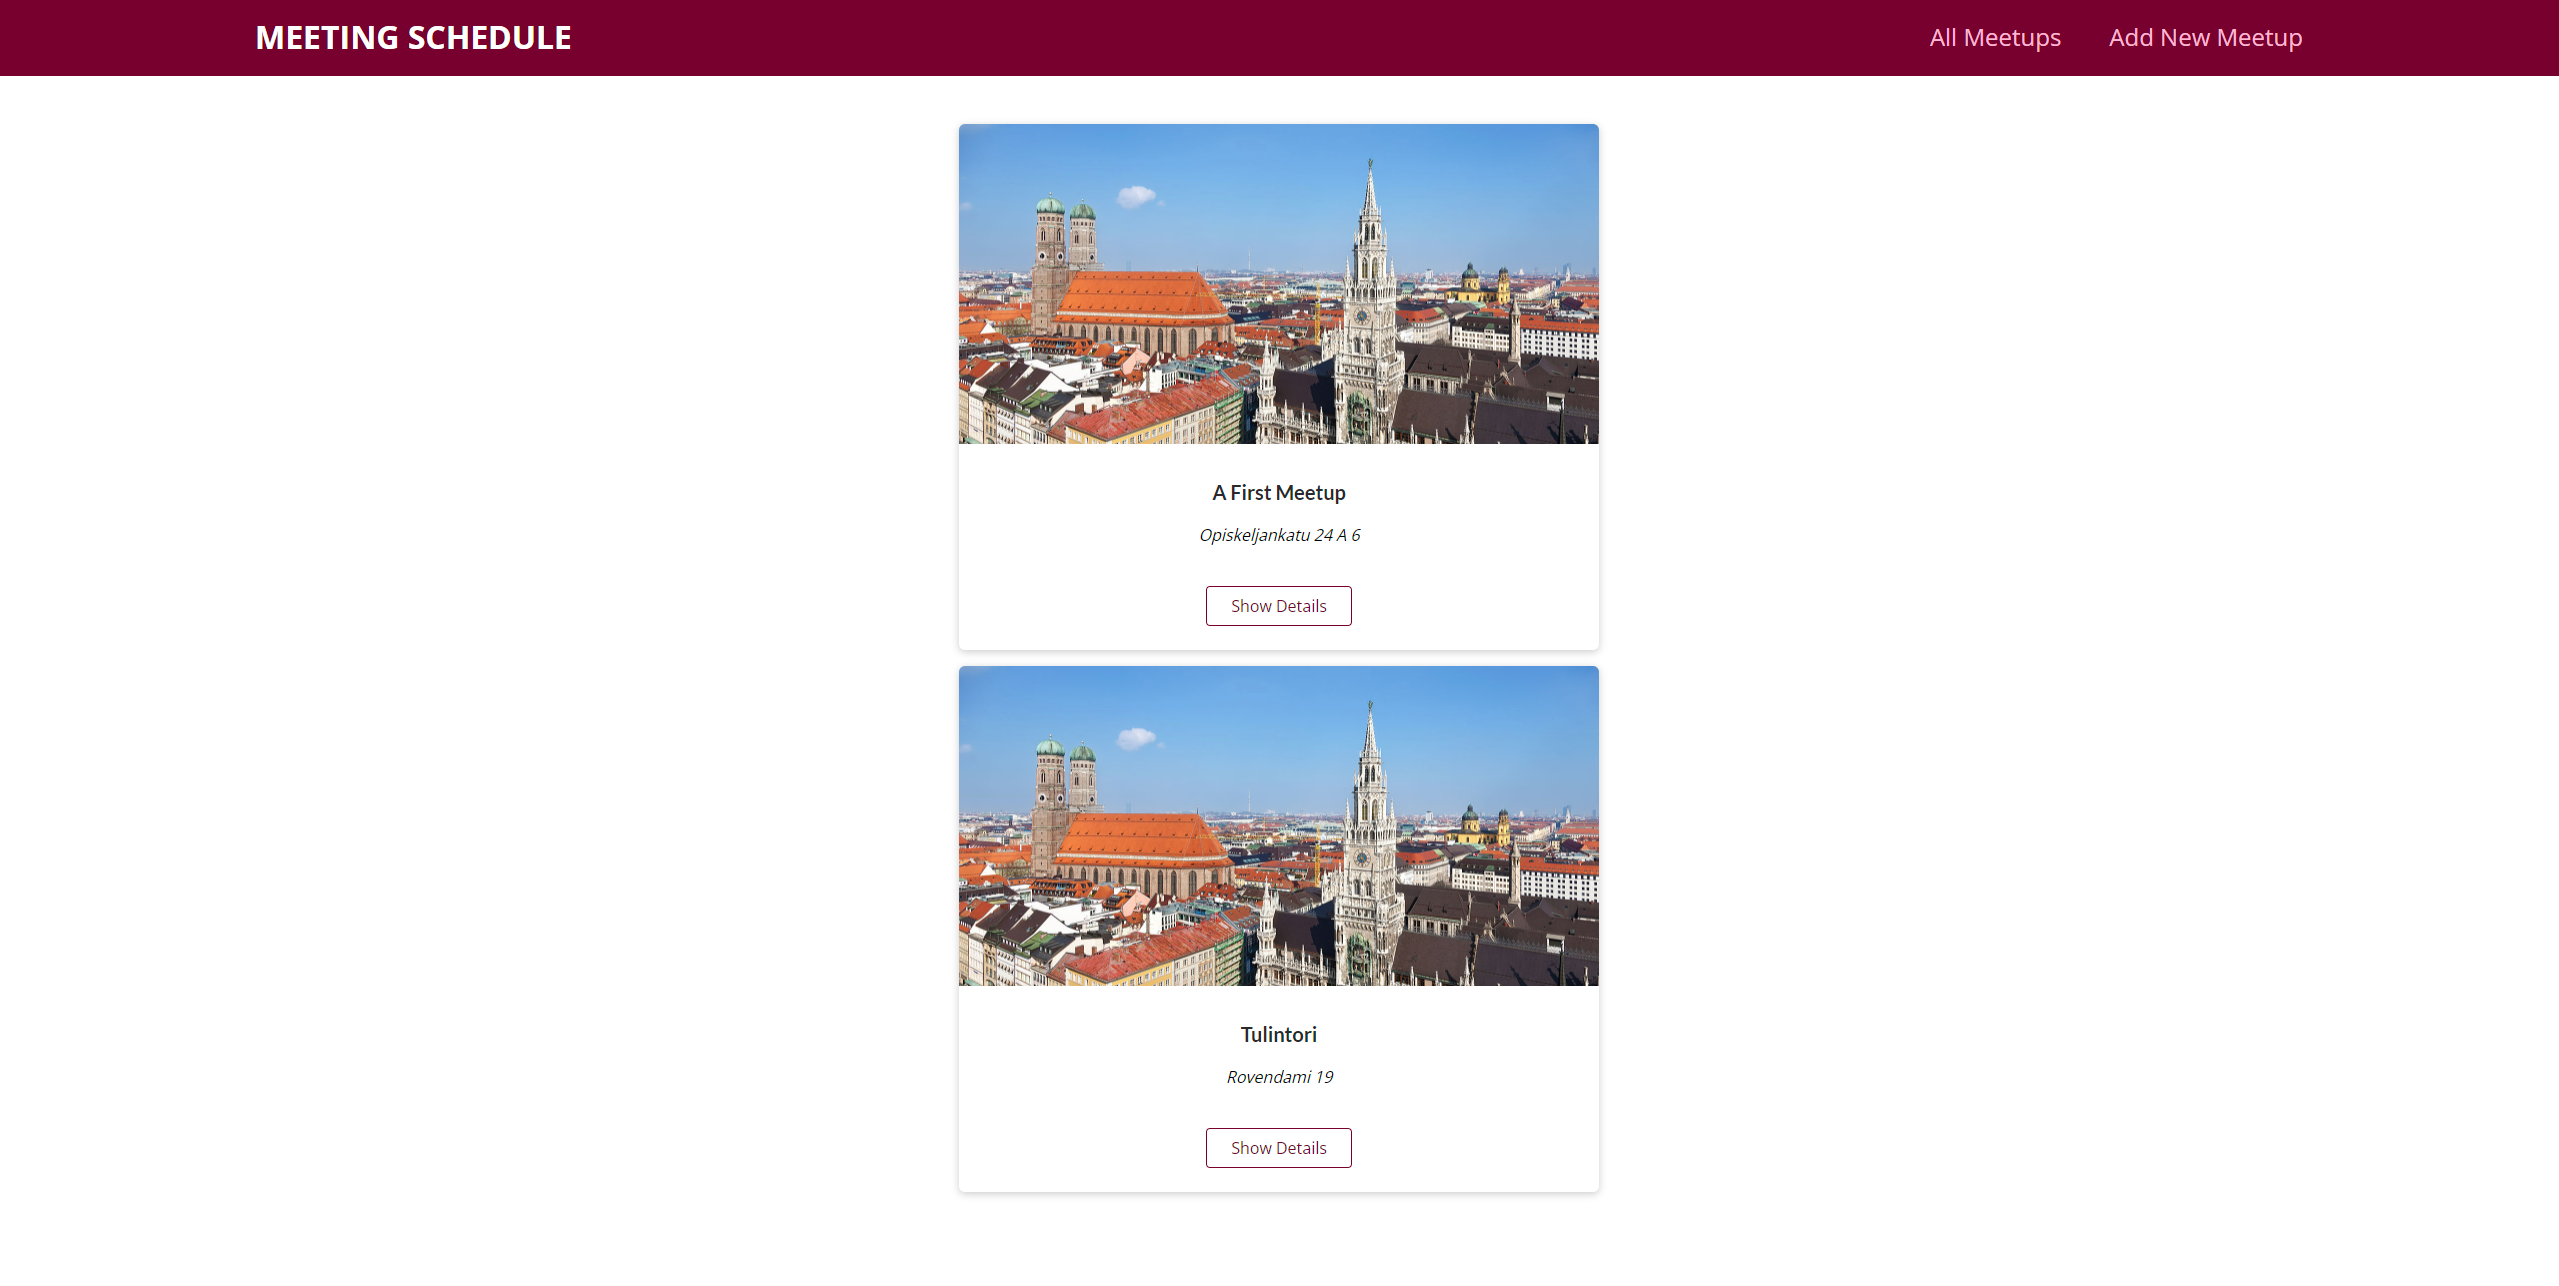 MEETING SCHEDULE
All Meetups
Add New Meetup
A First Meetup
Opiskeljankatu 24 A 6
Show Details
Tulintori
Rovendami 19
Show Details